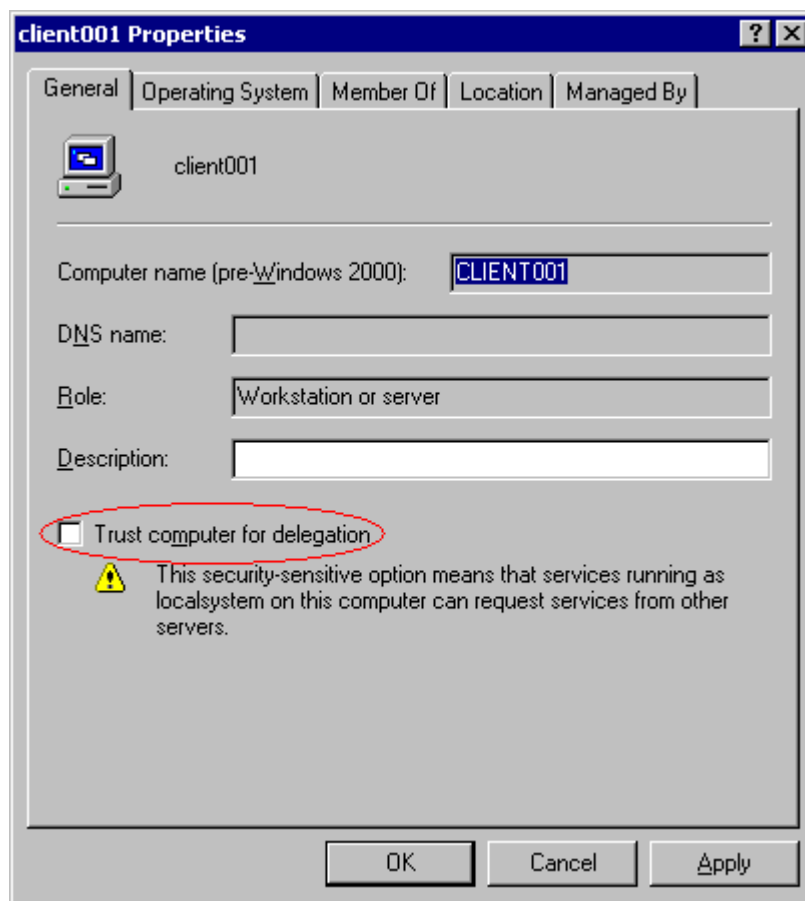 client001 Properties
General Operating System Member Of Location Managed By
client001
Computer name (pre-Windows 2000): CLIENT001
DNS name:
Role: Workstation or server
Description:
Trust computer for delegation
This security-sensitive option means that services running as
localsystem on this computer can request services from other
servers.
OK Cancel Apply